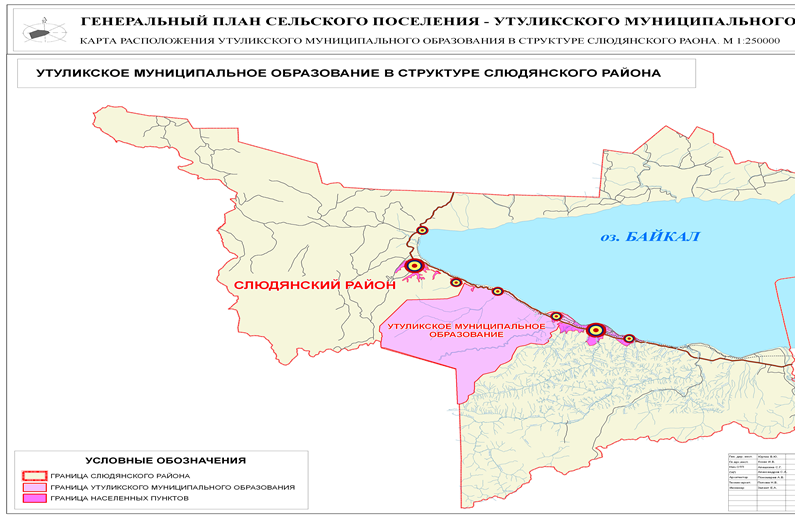 ГЕНЕРАЛЬНЫЙ ПЛАН СЕЛЬСКОГО ПОСЕЛЕНИЯ - УТУЛИКСКОГО МУНИЦИПАЛЬНОГО
КАРТА РАСПОЛОЖЕНИЯ УТУЛИКСКОГО МУНИЦИПАЛЬНОГО ОБРАЗОВАНИЯ В СТРУКТУРЕ СЛЮДЯНСКОГО РАОНА. М 1:250000
УТУЛИКСКОЕ МУНИЦИПАЛЬНОЕ ОБРАЗОВАНИЕ В СТРУКТУРЕ СЛЮДЯНСКОГО РАЙОНА
оз. БАЙКАЛ
СЛЮДЯНСКИЙ РАЙОН
УТУЛИКСКОЕ МУНИЦИПАЛЬНОЕ
ОБРАЗОВАНИЕ
УСЛОВНЫЕ ОБОЗНАЧЕНИЯ
ГРАНИЦА СЛЮДЯНСКОГО РАЙОНА
ГРАНИЦА УТУЛИКСКОГО МУНИЦИПАЛЬНОГО ОБРАЗОВАНИЯ
ГРАНИЦА НАСЕЛЕННЫХ ПУНКТОВ